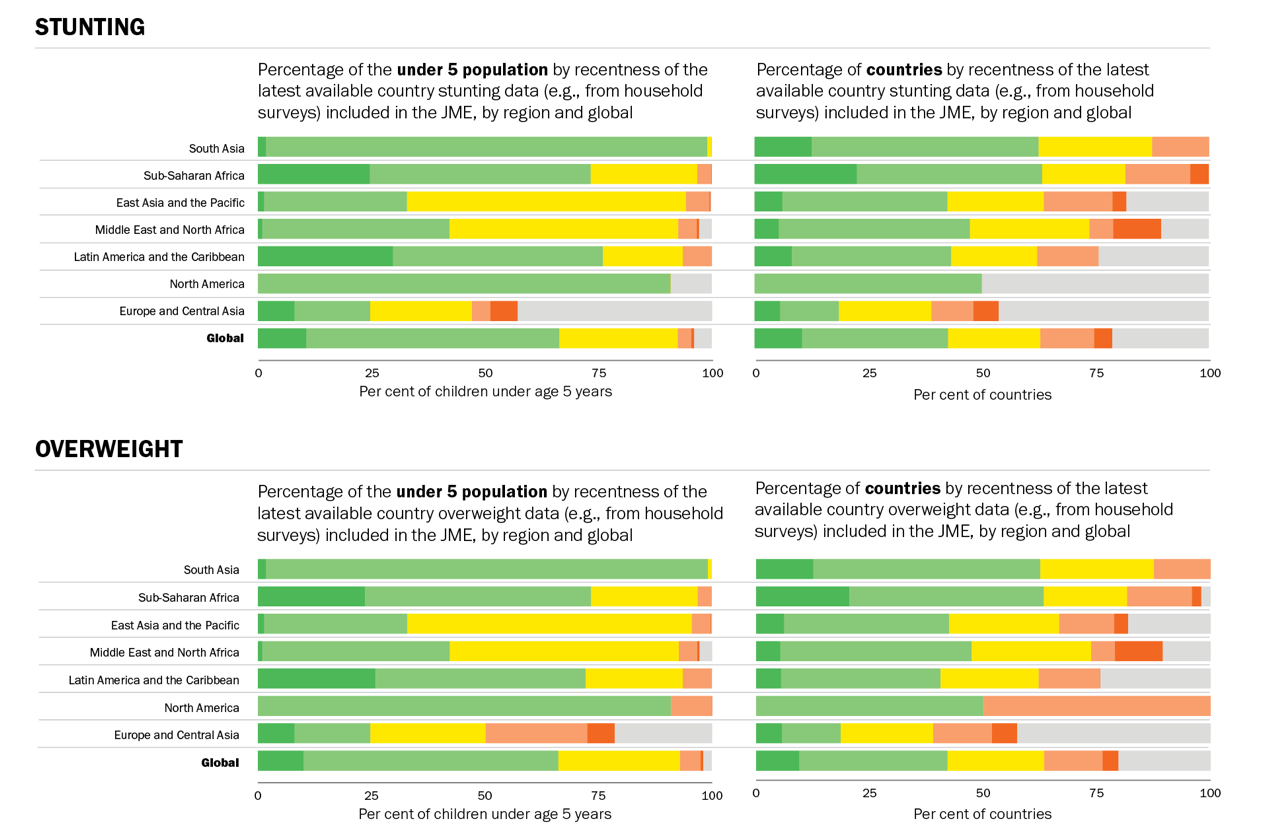 STUNTING
Percentage of the under 5 population by recentness of the
latest available country stunting data (e.g., from household
surveys) included in the JME, by region and global
Percentage of countries by recentness of the latest
available country stunting data (e.g., from household
surveys) included in the JME, by region and global
South Asia
Sub-Saharan Africa
East Asia and the Pacific
Middle East and North Africa
Latin America and the Caribbean
North America
Europe and Central Asia
Global
0 25 50 75 100
Per cent of children under age 5 years
0 25 50 75 100
Per cent of countries
OVERWEIGHT
Percentage of the under 5 population by recentness of the
latest available country overweight data (e.g., from household
surveys) included in the JME, by region and global
Percentage of countries by recentness of the latest
available country overweight data (e.g., from household
surveys) included in the JME, by region and global
South Asia
Sub-Saharan Africa
East Asia and the Pacific
Middle East and North Africa
Latin America and the Caribbean
North America
Europe and Central Asia
Global
0 25 50 75 100
Per cent of children under age 5 years
0 25 50 75 100
Per cent of countries